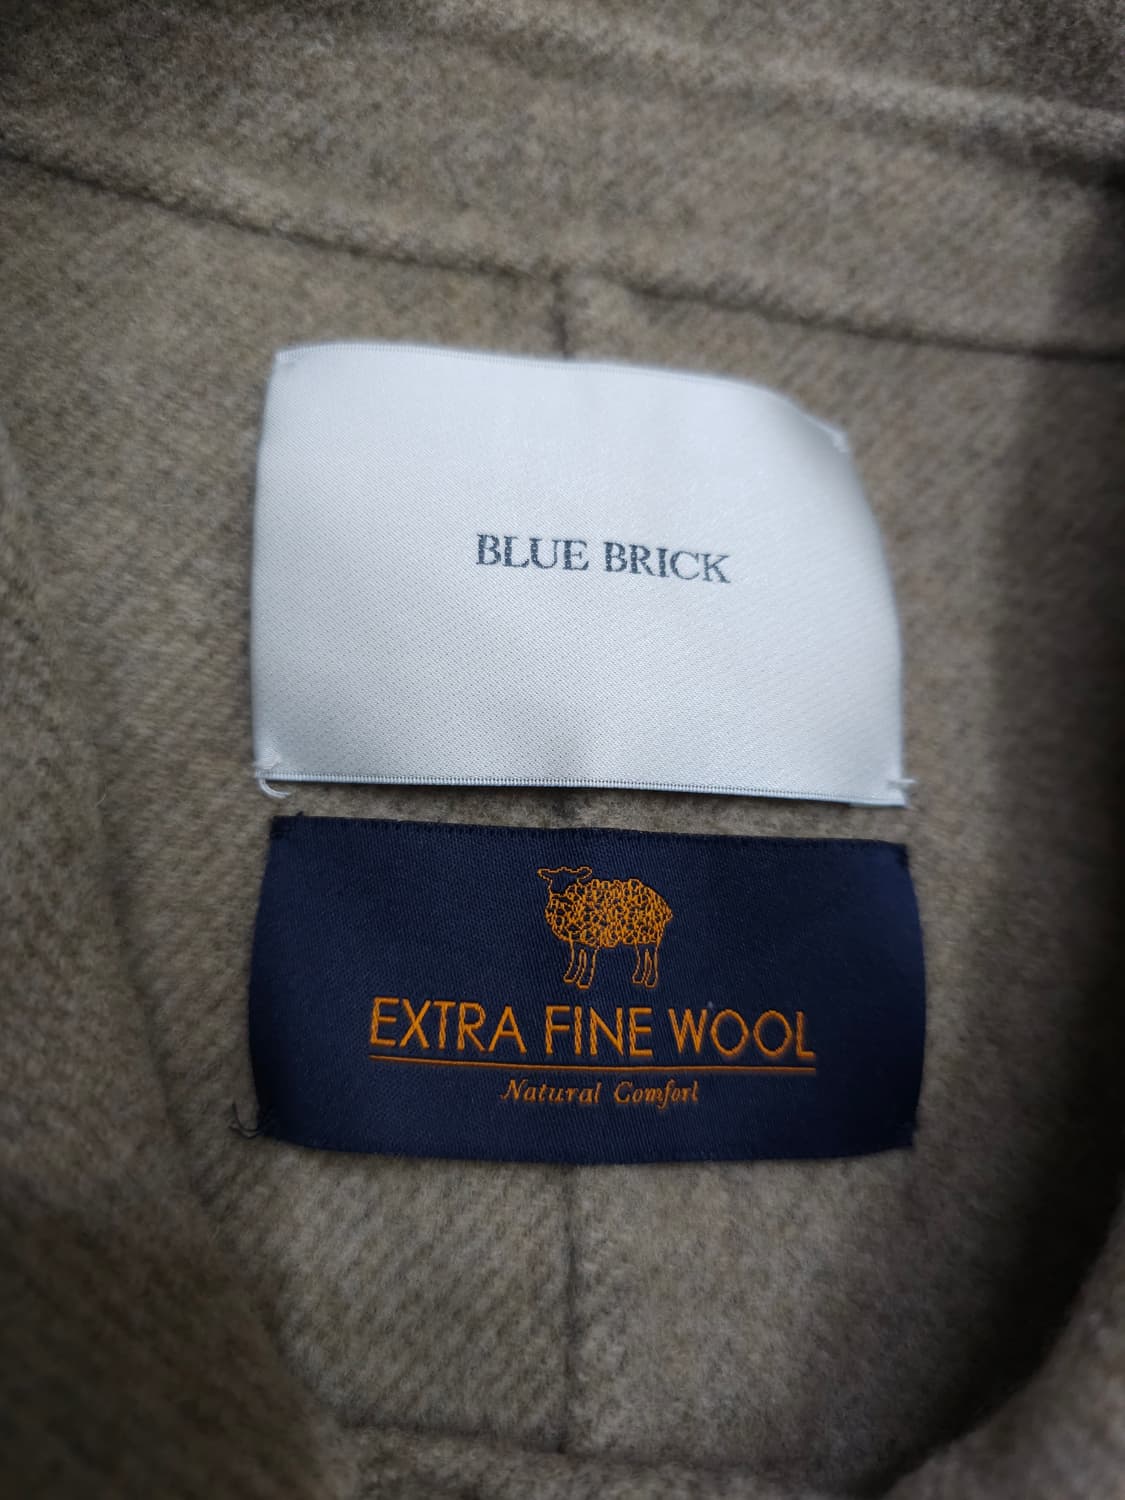 BLUE BRICK
EXTRA FINE WOOL
Natural Comfort